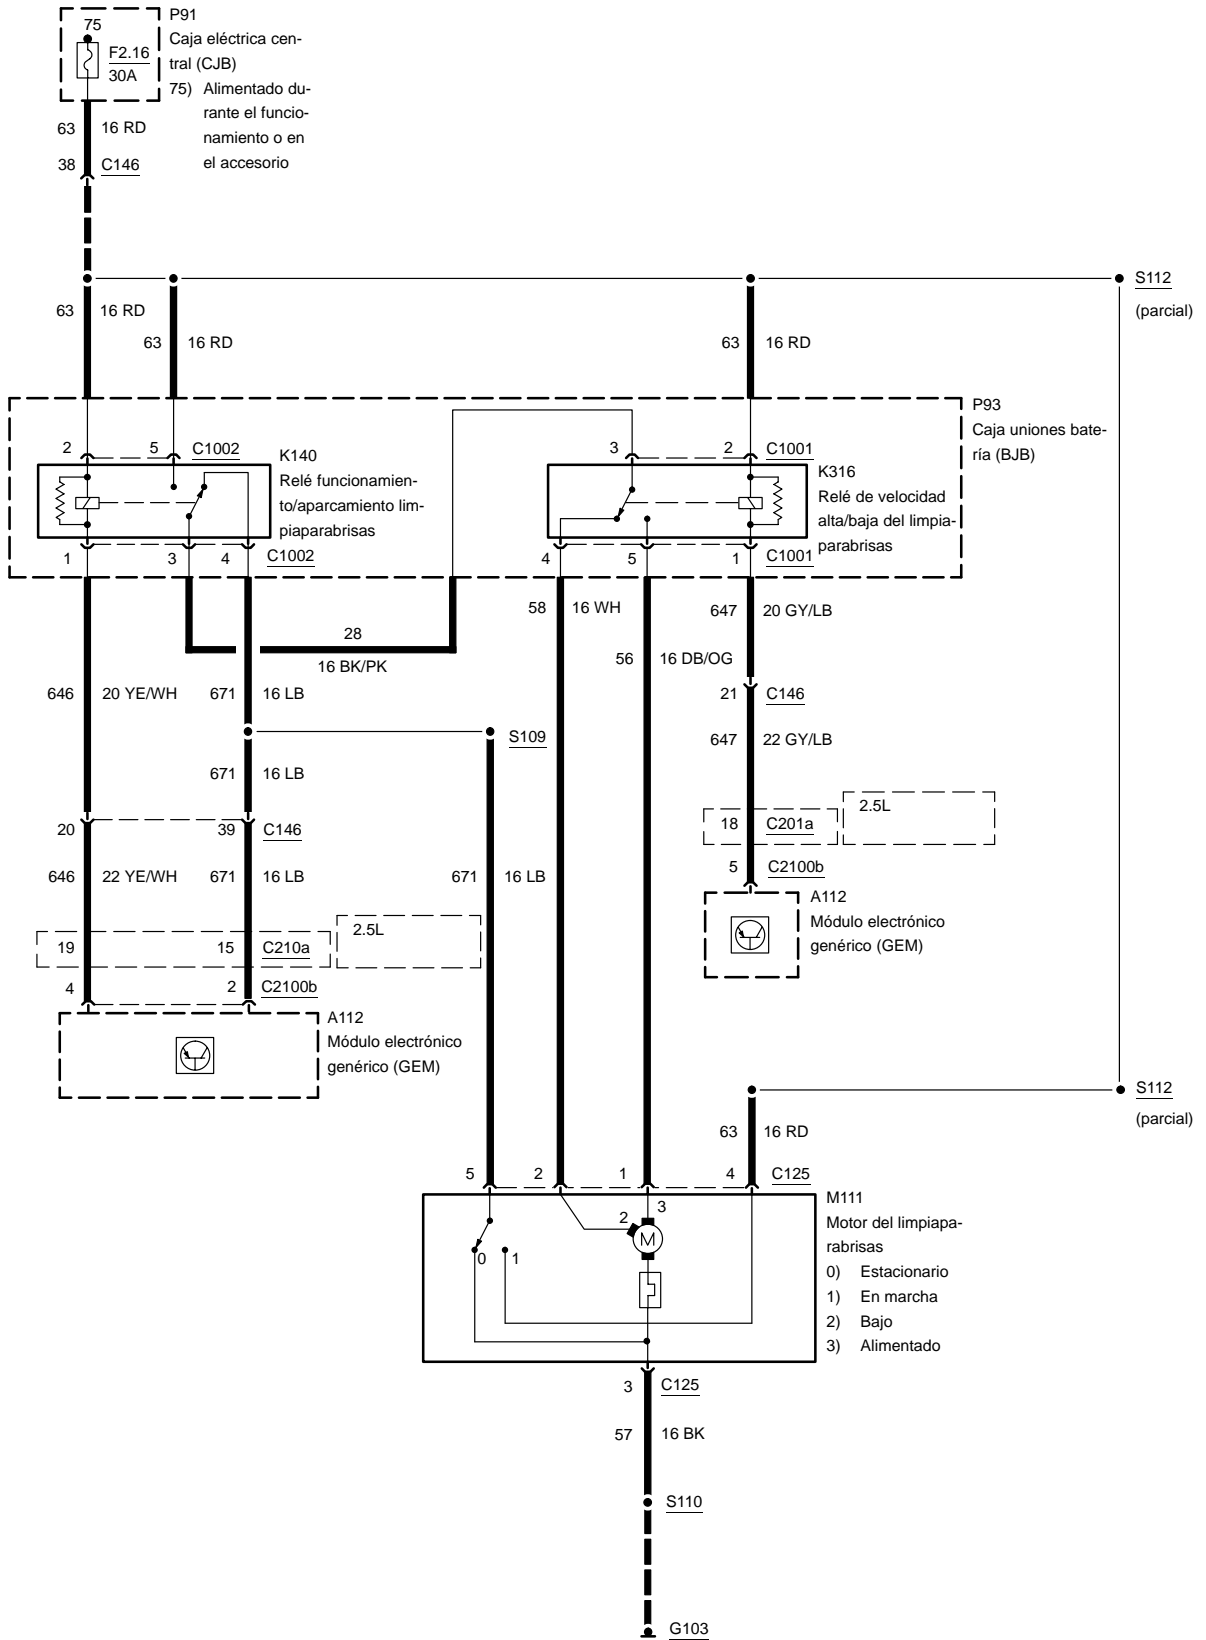 75
F2.16
30A
P91
Caja eléctrica cen-
tral (CJB)
75) Alimentado du-
rante el funcio-
namiento o en
el accesorio
63 16 RD
38 C146
S112
(parcial)
63 16 RD
63 16 RD
63 16 RD
P93
Caja uniones bate-
ría (BJB)
2 5 C1002
K140
Relé funcionamien-
to/aparcamiento lim-
piaparabrisas
3 2 C1001
K316
Relé de velocidad
alta/baja del limpia-
parabrisas
1 3 4 C1002
4 5 1 C1001
58 16 WH
647 20 GY/LB
28
16 BK/PK
56 16 DB/OG
646 20 YE/WH
671 16 LB
21 C146
S109
647 22 GY/LB
671 16 LB
2.5L
20 39 C146
18 C201a
646 22 YE/WH
671 16 LB
671 16 LB
5 C2100b
A112
Módulo electrónico
genérico (GEM)
2.5L
19 15 C210a
4 2 C2100b
A112
Módulo electrónico
genérico (GEM)
S112
(parcial)
63 16 RD
5 2 1 4 C125
M111
Motor del limpiapa-
rabrisas
0) Estacionario
1) En marcha
2) Bajo
3) Alimentado
3
2
M
0 1
3 C125
57 16 BK
S110
G103